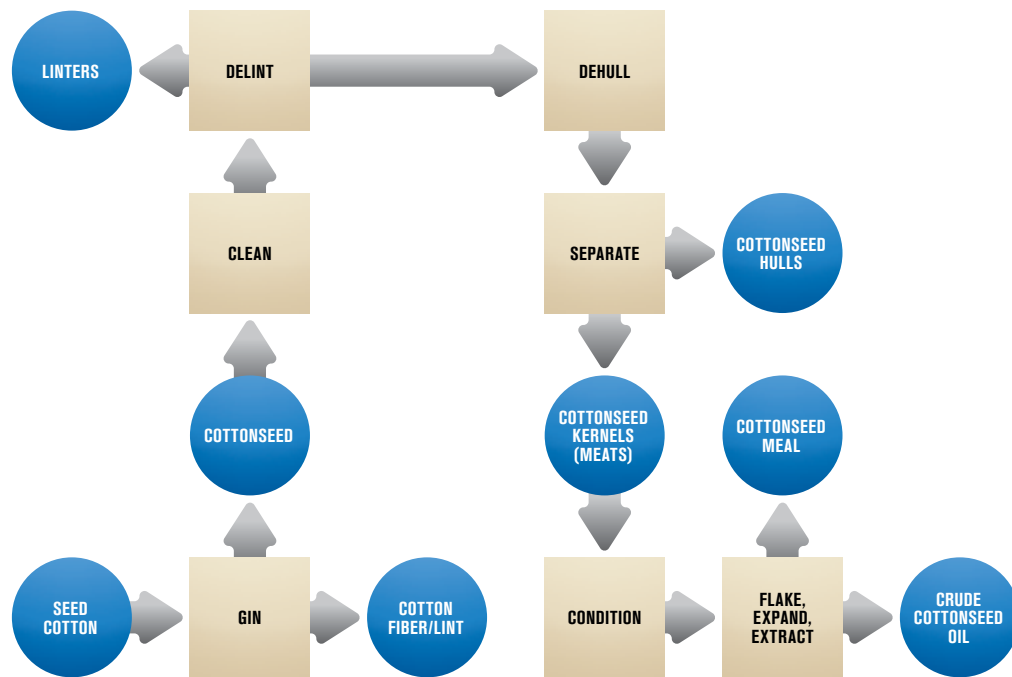 LINTERS
DELINT
DEHULL
CLEAN
SEPARATE
COTTONSEED
HULLS
COTTONSEED
COTTONSEED
KERNELS
(MEATS)
COTTONSEED
MEAL
SEED
COTTON
GIN
COTTON
FIBER/LINT
CONDITION
FLAKE,
EXPAND,
EXTRACT
CRUDE
COTTONSEED
OIL